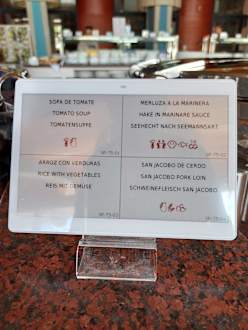 SOPA DE TOMATE
TOMATO SOUP
TOMATENSUPPE
MERLUZA A LA MARINERA
HAKE IN MARINARE SAUCE
SEEHECHT NACH SEEMANNSART
ARROZ CON VERDURAS
RICE WITH VEGETABLES
REIS MIT GEMÜSE
SAN JACOBO DE CERDO
SAN JACOBO PORK LOIN
SCHWEINEFLEISCH SAN JACOBO